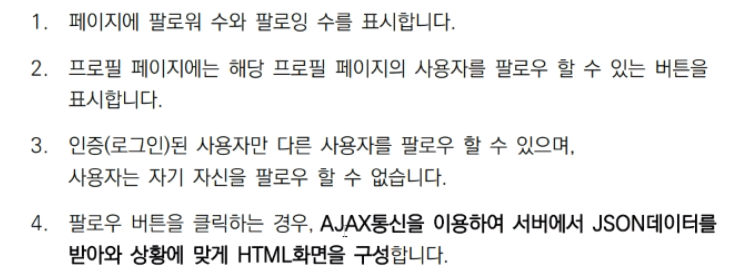 1. 페이지에 팔로워 수와 팔로잉 수를 표시합니다.
2. 프로필 페이지에는 해당 프로필 페이지의 사용자를 팔로우 할 수 있는 버튼을
표시합니다.
3. 인증(로그인)된 사용자만 다른 사용자를 팔로우 할 수 있으며,
사용자는 자기 자신을 팔로우 할 수 없습니다.
4. 팔로우 버튼을 클릭하는 경우, AJAX통신을 이용하여 서버에서 JSON데이터를
받아와 상황에 맞게 HTML화면을 구성합니다.